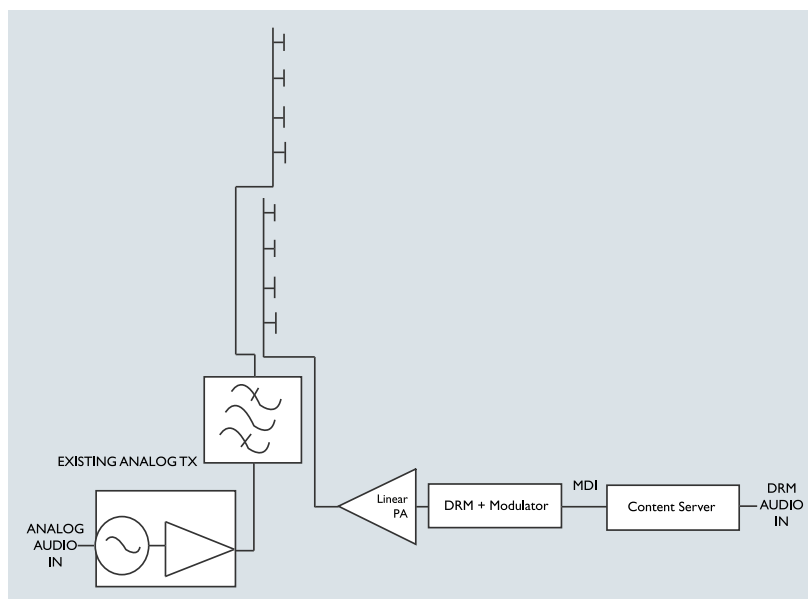 EXISTING ANALOG TX
ANALOG
AUDIO
IN
Linear
PA
DRM + Modulator
MDI
Content Server
DRM
AUDIO
IN